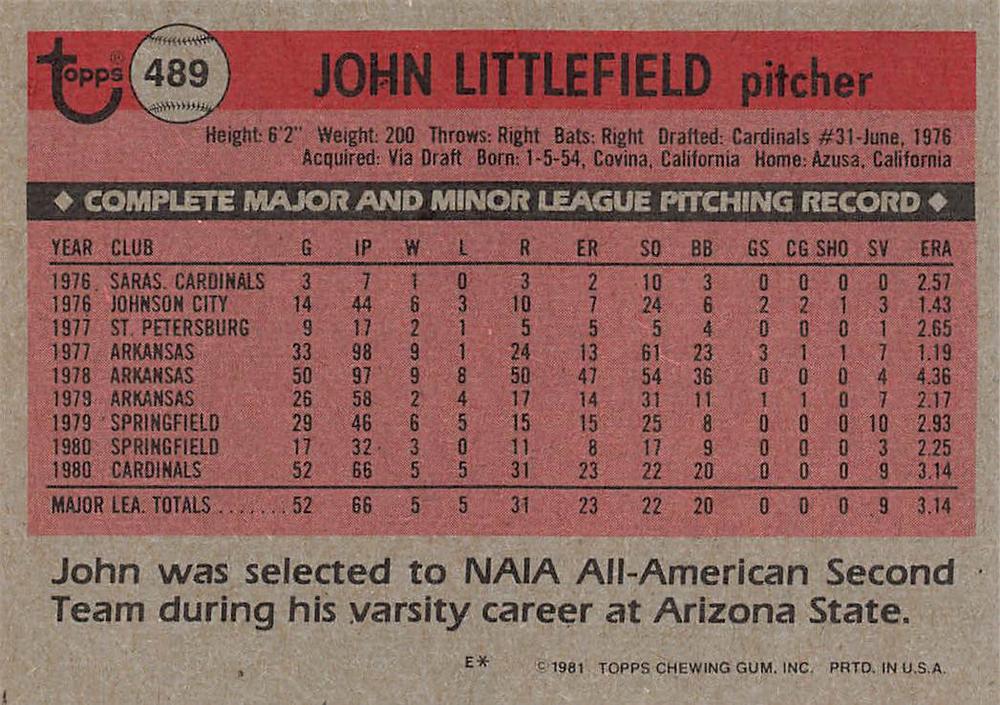 Topps® 489 JOHN LITTLEFIELD pitcher
Height: 6'2" Weight: 200 Throws: Right Bats: Right Drafted: Cardinals #31-June, 1976
Acquired: Via Draft Born: 1-5-54, Covina, California Home: Azusa, California
◆ COMPLETE MAJOR AND MINOR LEAGUE PITCHING RECORD ◆
YEAR CLUB G IP W L R ER SO BB GS CG SHO SV ERA
1976 SARAS. CARDINALS 3 7 1 0 3 2 10 3 0 0 0 0 2.57
1976 JOHNSON CITY 14 44 6 3 10 7 24 6 2 2 1 3 1.43
1977 ST. PETERSBURG 9 17 2 1 5 5 5 4 0 0 0 1 2.65
1977 ARKANSAS 33 98 9 1 24 13 61 23 3 1 1 7 1.19
1978 ARKANSAS 50 97 9 8 50 47 54 36 0 0 0 4 4.36
1979 ARKANSAS 26 58 2 4 17 14 31 11 1 1 0 7 2.17
1979 SPRINGFIELD 29 46 6 5 15 15 25 8 0 0 0 10 2.93
1980 SPRINGFIELD 17 32 3 0 11 8 17 9 0 0 0 3 2.25
1980 CARDINALS 52 66 5 5 31 23 22 20 0 0 0 9 3.14
MAJOR LEA. TOTALS ....... 52 66 5 5 31 23 22 20 0 0 0 9 3.14
John was selected to NAIA All-American Second
Team during his varsity career at Arizona State.
E* © 1981 TOPPS CHEWING GUM, INC. PRTD. IN U.S.A.